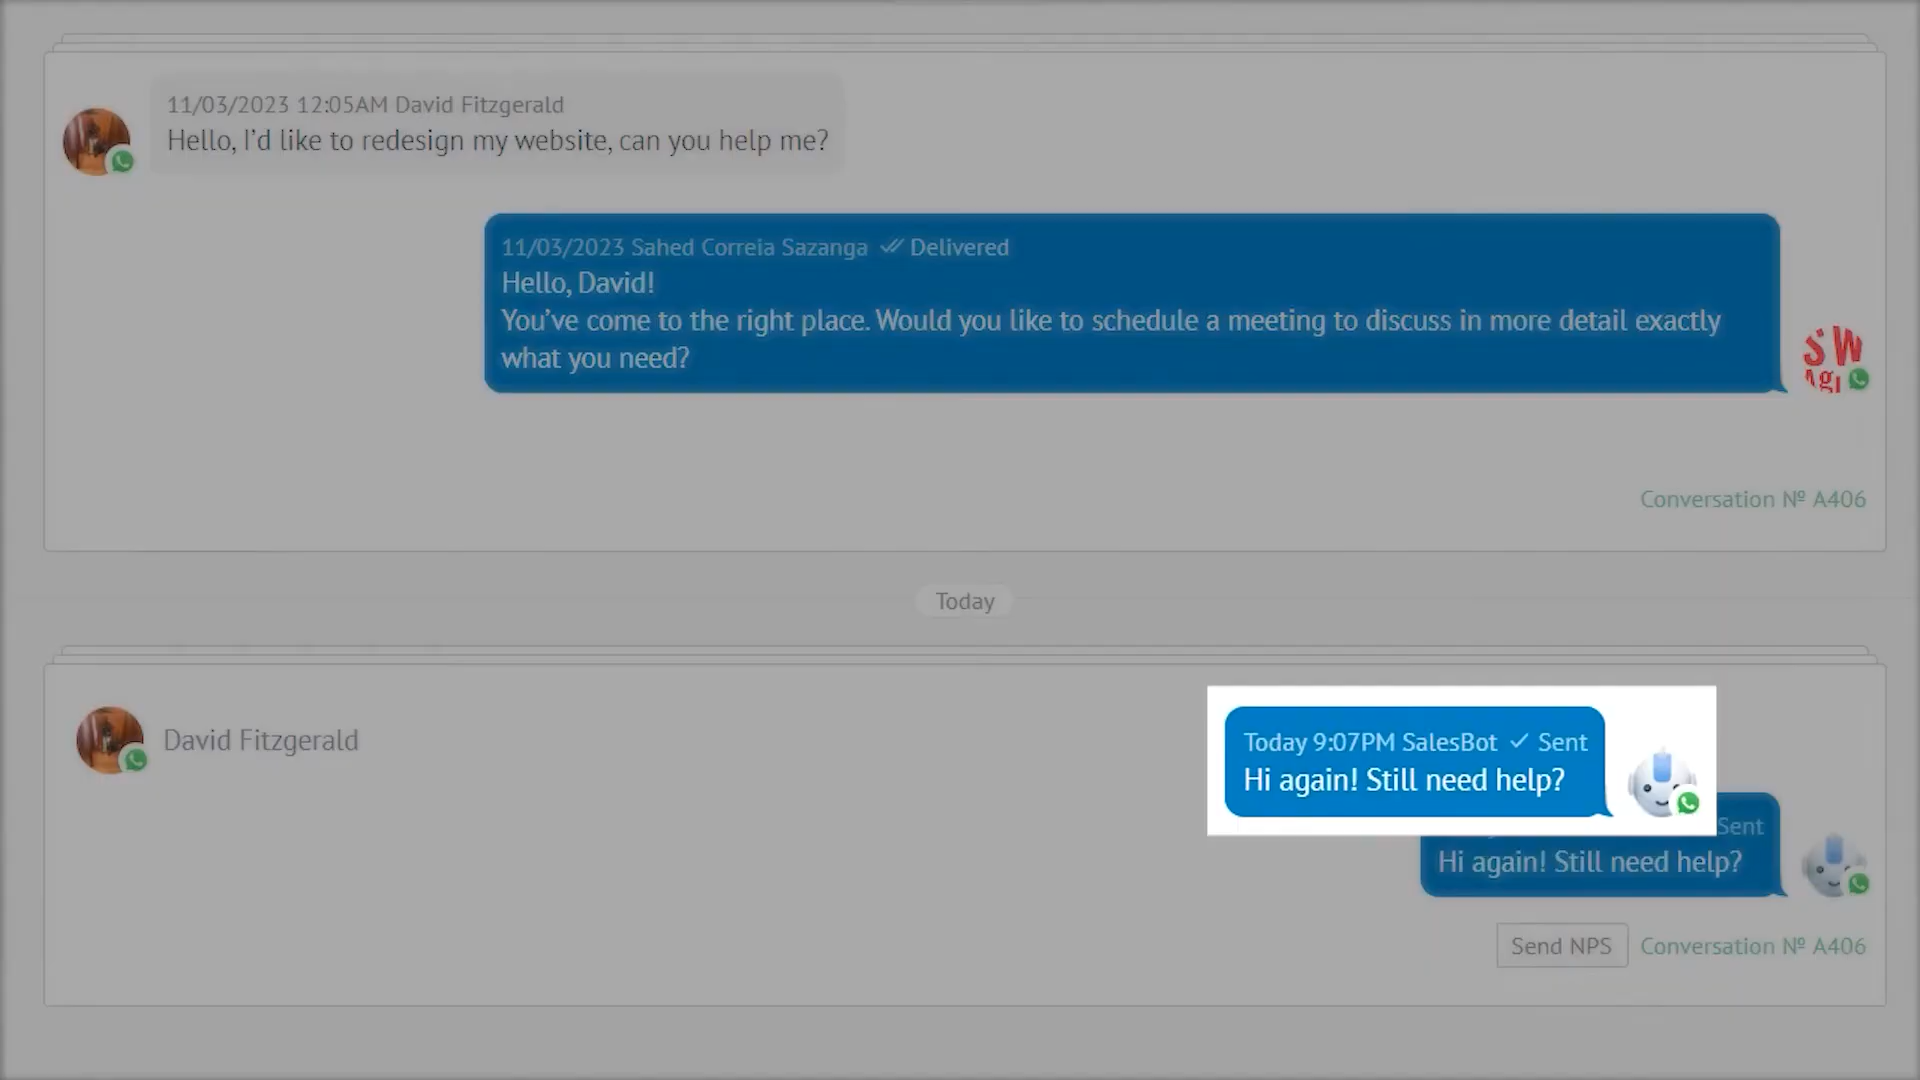 11/03/2023 12:05AM David Fitzgerald
Hello, I’d like to redesign my website, can you help me?
11/03/2023 Sahed Correia Sazanga Delivered
Hello, David!
You’ve come to the right place. Would you like to schedule a meeting to discuss in more detail exactly
what you need?
SW
Agi
Conversation Nº A406
Today
David Fitzgerald
Today 9:07PM SalesBot Sent
Hi again! Still need help?
Sent
Hi again! Still need help?
Send NPS
Conversation Nº A406